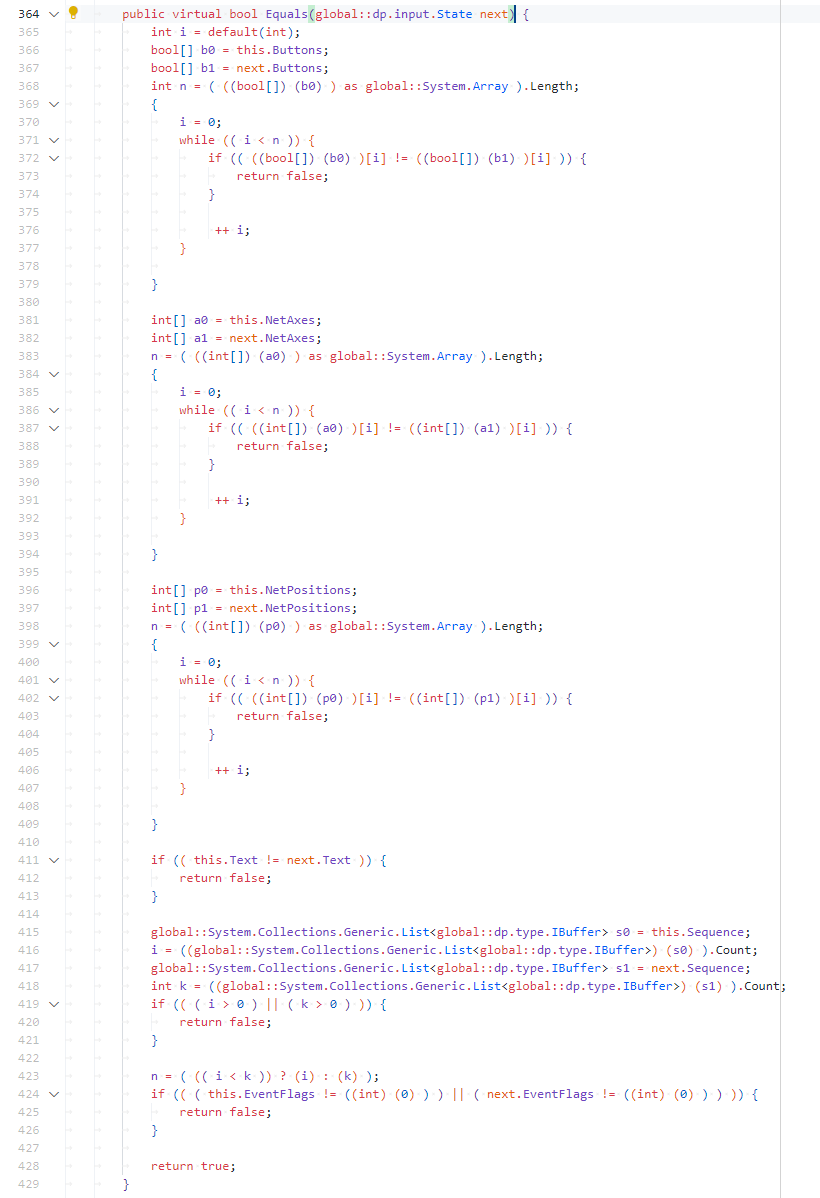 364 public virtual bool Equals(global::dp.input.State next) {
365 int i = default(int);
366 bool[] b0 = this.Buttons;
367 bool[] b1 = next.Buttons;
368 int n = ( ((bool[]) (b0) ) as global::System.Array ).Length;
369 {
370 i = 0;
371 while (( i < n )) {
372 if (( ((bool[]) (b0) )[i] != ((bool[]) (b1) )[i] )) {
373 return false;
374 }
375
376 ++ i;
377 }
378
379 }
380
381 int[] a0 = this.NetAxes;
382 int[] a1 = next.NetAxes;
383 n = ( ((int[]) (a0) ) as global::System.Array ).Length;
384 {
385 i = 0;
386 while (( i < n )) {
387 if (( ((int[]) (a0) )[i] != ((int[]) (a1) )[i] )) {
388 return false;
389 }
390
391 ++ i;
392 }
393
394 }
395
396 int[] p0 = this.NetPositions;
397 int[] p1 = next.NetPositions;
398 n = ( ((int[]) (p0) ) as global::System.Array ).Length;
399 {
400 i = 0;
401 while (( i < n )) {
402 if (( ((int[]) (p0) )[i] != ((int[]) (p1) )[i] )) {
403 return false;
404 }
405
406 ++ i;
407 }
408
409 }
410
411 if (( this.Text != next.Text )) {
412 return false;
413 }
414
415 global::System.Collections.Generic.List<global::dp.type.IBuffer> s0 = this.Sequence;
416 i = ((global::System.Collections.Generic.List<global::dp.type.IBuffer>) (s0) ).Count;
417 global::System.Collections.Generic.List<global::dp.type.IBuffer> s1 = next.Sequence;
418 int k = ((global::System.Collections.Generic.List<global::dp.type.IBuffer>) (s1) ).Count;
419 if (( ( i > 0 ) || ( k > 0 ) )) {
420 return false;
421 }
422
423 n = ( (( i < k )) ? (i) : (k) );
424 if (( ( this.EventFlags != ((int) (0) ) ) || ( next.EventFlags != ((int) (0) ) ) )) {
425 return false;
426 }
427
428 return true;
429 }